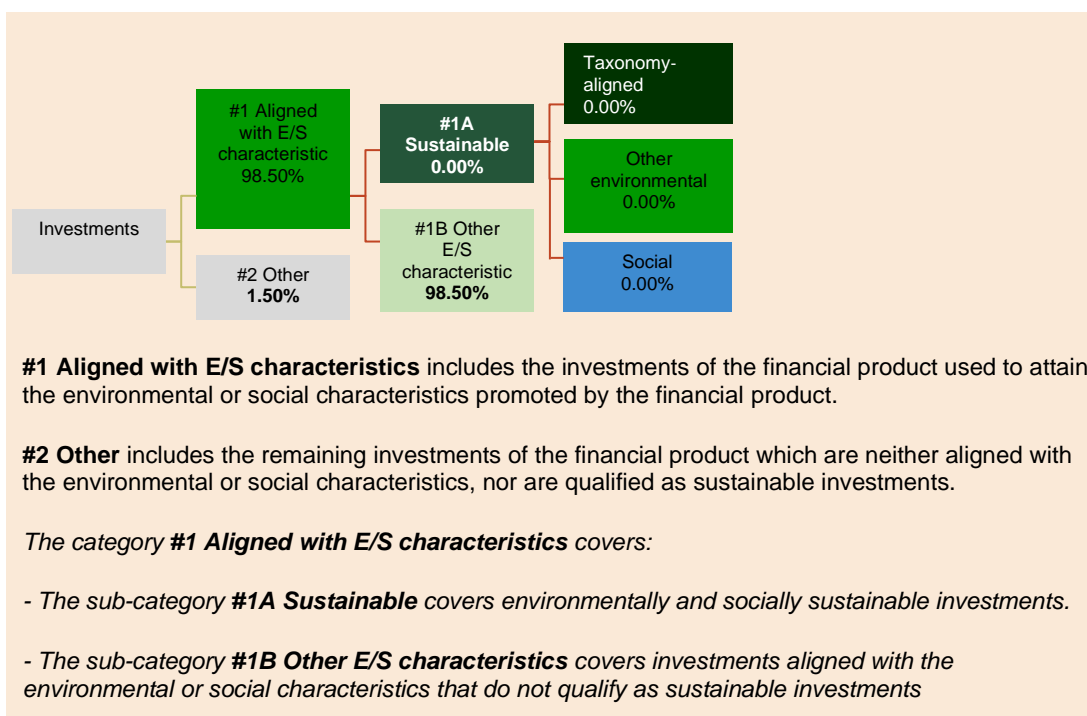 Investments
#1 Aligned
with E/S
characteristic
98.50%
#2 Other
1.50%
#1A
Sustainable
0.00%
#1B Other
E/S
characteristic
98.50%
Taxonomy-
aligned
0.00%
Other
environmental
0.00%
Social
0.00%
#1 Aligned with E/S characteristics includes the investments of the financial product used to attain
the environmental or social characteristics promoted by the financial product.
#2 Other includes the remaining investments of the financial product which are neither aligned with
the environmental or social characteristics, nor are qualified as sustainable investments.
The category #1 Aligned with E/S characteristics covers:
- The sub-category #1A Sustainable covers environmentally and socially sustainable investments.
- The sub-category #1B Other E/S characteristics covers investments aligned with the
environmental or social characteristics that do not qualify as sustainable investments